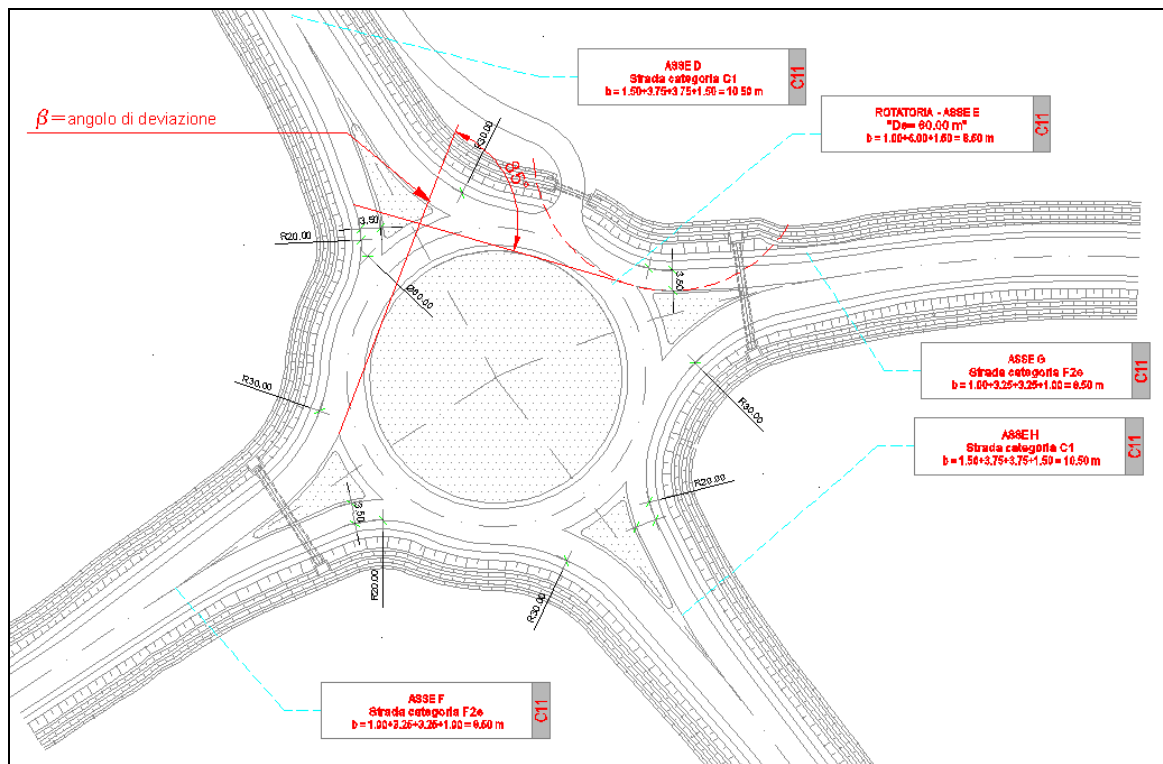 ASSE D
Strada categoria C1
b = 1.50+3.75+3.75+1.50 = 10.50 m
C11
ROTATORIA - ASSE E
"De= 60.00 m"
b = 1.00+6.00+1.50 = 8.50 m
C11
β=angolo di deviazione
R30.00
85°
3.50
R20.00
Ø60.00
3.50
ASSE G
Strada categoria F2e
b = 1.00+3.25+3.25+1.00 = 8.50 m
C11
R30.00
R30.00
ASSE H
Strada categoria C1
b = 1.50+3.75+3.75+1.50 = 10.50 m
C11
R20.00
3.50
R20.00
R30.00
ASSE F
Strada categoria F2e
b = 1.00+3.25+3.25+1.00 = 8.50 m
C11